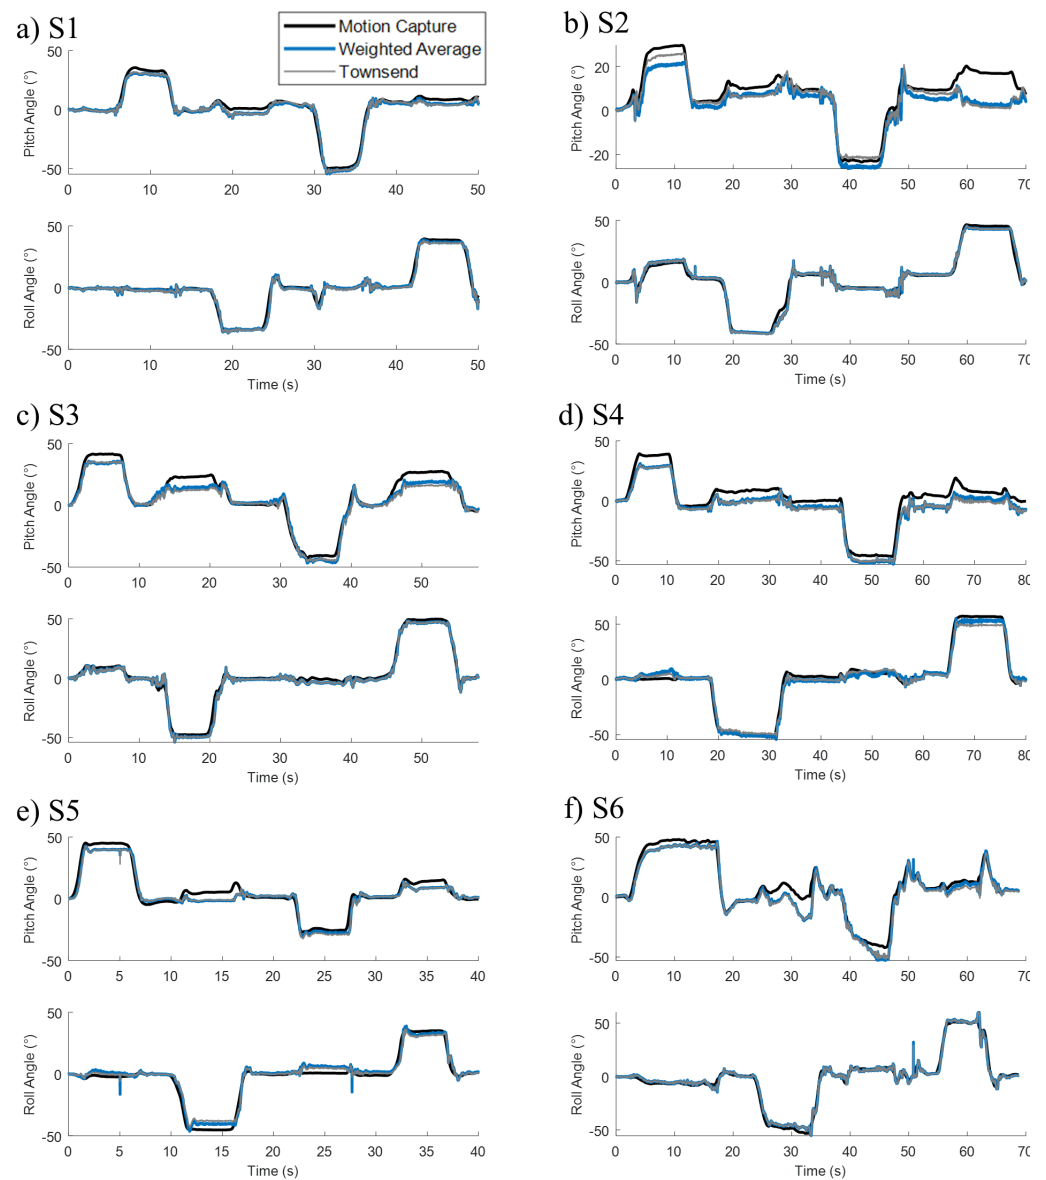 a) S1
Motion Capture
Weighted Average
Townsend
50
0
-50
Pitch Angle (°)
0 10 20 30 40 50
50
0
-50
Roll Angle (°)
0 10 20 30 40 50
Time (s)
b) S2
20
0
-20
Pitch Angle (°)
0 10 20 30 40 50 60 70
50
0
-50
Roll Angle (°)
0 10 20 30 40 50 60 70
Time (s)
c) S3
50
0
-50
Pitch Angle (°)
0 10 20 30 40 50
50
0
-50
Roll Angle (°)
0 10 20 30 40 50
Time (s)
d) S4
50
0
-50
Pitch Angle (°)
0 10 20 30 40 50 60 70 80
50
0
-50
Roll Angle (°)
0 10 20 30 40 50 60 70 80
Time (s)
e) S5
50
0
-50
Pitch Angle (°)
0 5 10 15 20 25 30 35 40
50
0
-50
Roll Angle (°)
0 5 10 15 20 25 30 35 40
Time (s)
f) S6
50
0
-50
Pitch Angle (°)
0 10 20 30 40 50 60 70
50
0
-50
Roll Angle (°)
0 10 20 30 40 50 60 70
Time (s)